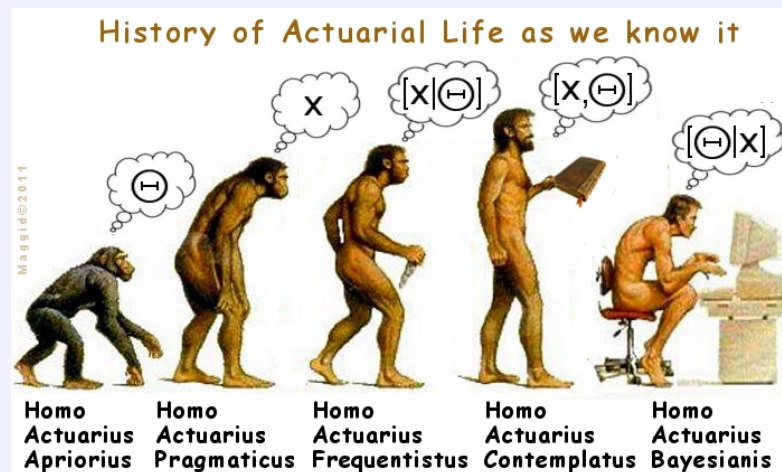 History of Actuarial Life as we know it
Θ
x
[x|Θ]
[x,Θ]
[Θ|x]
Maggid©2011
Homo
Actuarius
Apriorius
Homo
Actuarius
Pragmaticus
Homo
Actuarius
Frequentistus
Homo
Actuarius
Contemplatus
Homo
Actuarius
Bayesianis